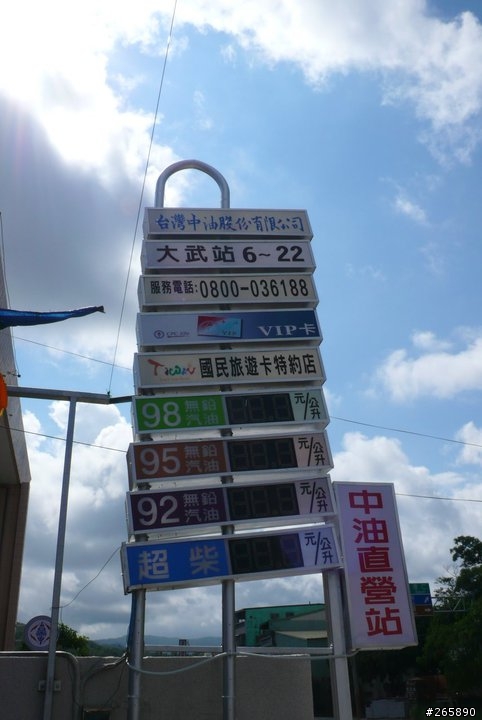 台灣中油股份有限公司
大武站 6~22
服務電話:0800-036188
VIP卡
國民旅遊卡特約店
98 無鉛汽油 元/公升
95 無鉛汽油 元/公升
92 無鉛汽油 元/公升
超柴 元/公升
中油直營站
#265890